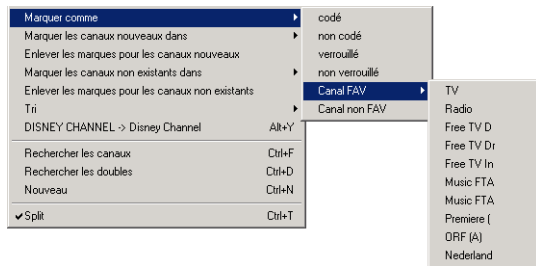 Marquer comme
Marquer les canaux nouveaux dans
Enlever les marques pour les canaux nouveaux
Marquer les canaux non existants dans
Enlever les marques pour les canaux non existants
Tri
DISNEY CHANNEL -> Disney Channel Alt+Y
Rechercher les canaux Ctrl+F
Rechercher les doubles Ctrl+D
Nouveau Ctrl+N
Split Ctrl+T
codé
non codé
verrouillé
non verrouillé
Canal FAV
Canal non FAV
TV
Radio
Free TV D
Free TV Dr
Free TV In
Music FTA
Music FTA
Premiere (
ORF (A)
Nederland